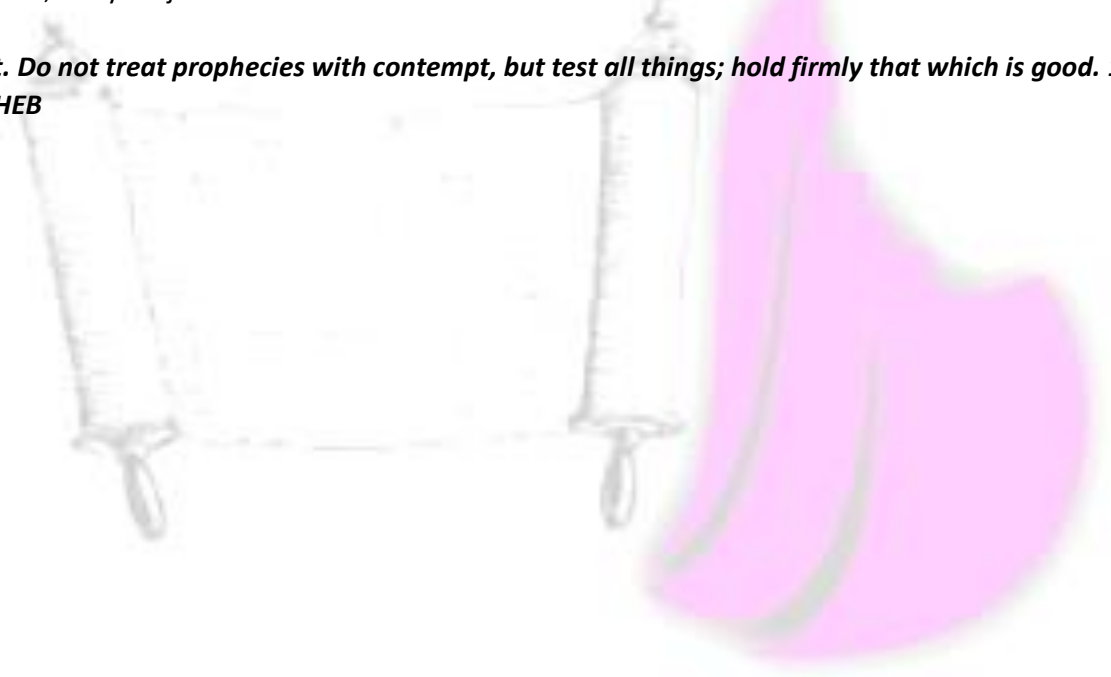 . Do not treat prophecies with contempt, but test all things; hold firmly that which is good.
HEB